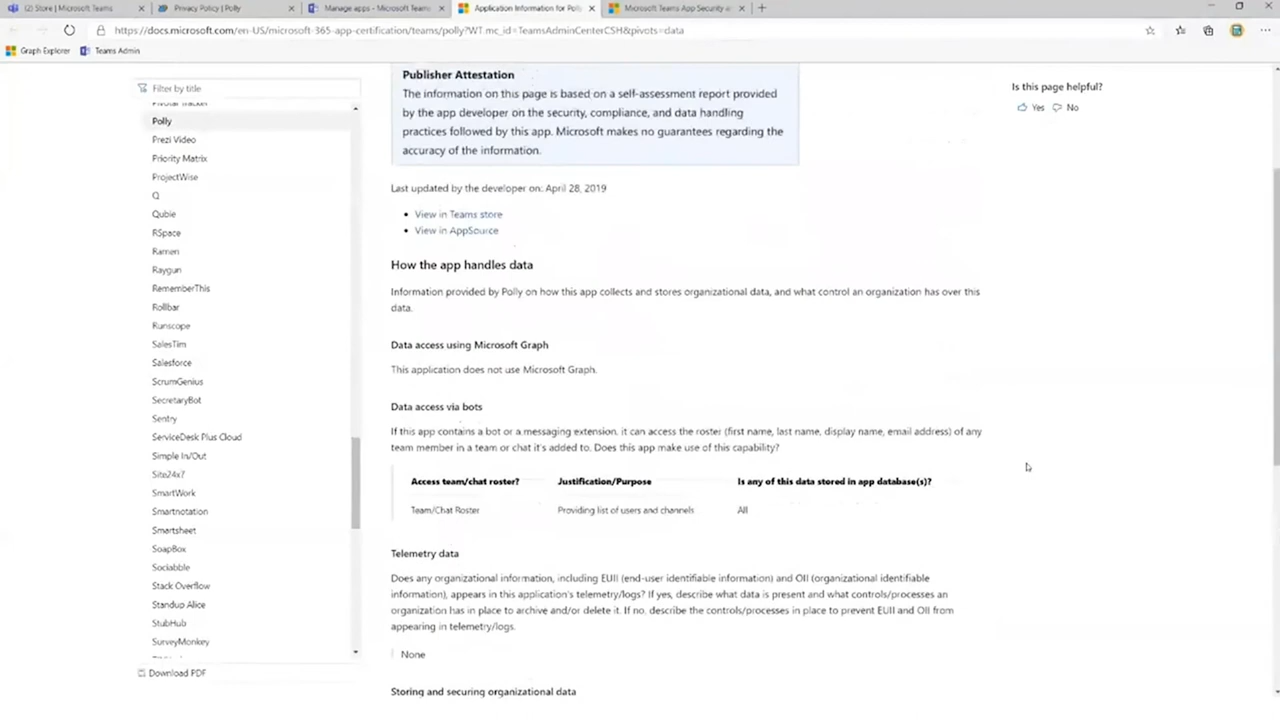 (2) Store | Microsoft Teams
Privacy Policy | Polly
Manage apps - Microsoft Teams
Application Information for Polly
Microsoft Teams App Security a
https://docs.microsoft.com/en-US/microsoft-365-app-certification/teams/polly?WT.mc_id=TeamsAdminCenterCSH&pivots=data
Graph Explorer
Teams Admin
Filter by title
Pivotal Tracker
Polly
Prezi Video
Priority Matrix
ProjectWise
Q
Qubie
RSpace
Ramen
Raygun
RememberThis
Rollbar
Runscope
SalesTim
Salesforce
ScrumGenius
SecretaryBot
Sentry
ServiceDesk Plus Cloud
Simple In/Out
Site24x7
SmartWork
Smartnotation
Smartsheet
SoapBox
Sociabble
Stack Overflow
Standup Alice
StubHub
SurveyMonkey
Download PDF
Publisher Attestation
The information on this page is based on a self-assessment report provided
by the app developer on the security, compliance, and data handling
practices followed by this app. Microsoft makes no guarantees regarding the
accuracy of the information.
Last updated by the developer on: April 28, 2019
• View in Teams store
• View in AppSource
How the app handles data
Information provided by Polly on how this app collects and stores organizational data, and what control an organization has over this
data.
Data access using Microsoft Graph
This application does not use Microsoft Graph.
Data access via bots
If this app contains a bot or a messaging extension, it can access the roster (first name, last name, display name, email address) of any
team member in a team or chat it's added to. Does this app make use of this capability?
Access team/chat roster? Justification/Purpose Is any of this data stored in app database(s)?
Team/Chat Roster Providing list of users and channels All
Telemetry data
Does any organizational information, including EUII (end-user identifiable information) and OII (organizational identifiable
information), appears in this application's telemetry/logs? If yes, describe what data is present and what controls/processes an
organization has in place to archive and/or delete it. If no, describe the controls/processes in place to prevent EUII and OII from
appearing in telemetry/logs.
None
Storing and securing organizational data
Is this page helpful?
Yes No